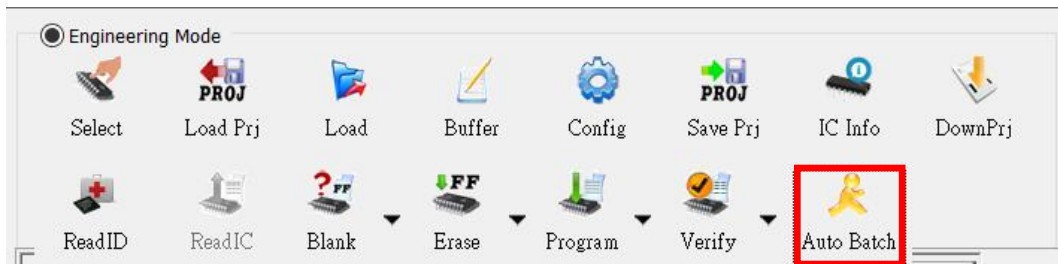 Engineering Mode
PROJ PROJ
Select Load Prj Load Buffer Config Save Prj IC Info DownPrj
? FF FF
ReadID ReadIC Blank Erase Program Verify Auto Batch